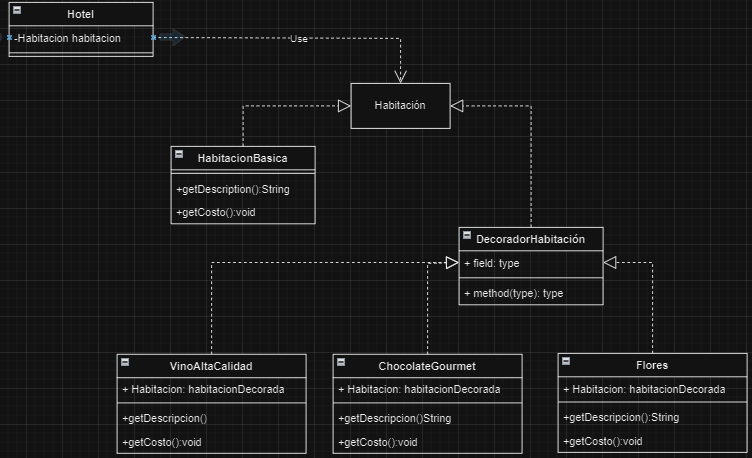 Hotel
-Habitacion habitacion
Use
Habitación
HabitacionBasica
+getDescription():String
+getCosto():void
DecoradorHabitación
+ field: type
+ method(type): type
VinoAltaCalidad
+ Habitacion: habitacionDecorada
+getDescripcion()
+getCosto():void
ChocolateGourmet
+ Habitacion: habitacionDecorada
+getDescripcion()String
+getCosto():void
Flores
+ Habitacion: habitacionDecorada
+getDescripcion():String
+getCosto():void